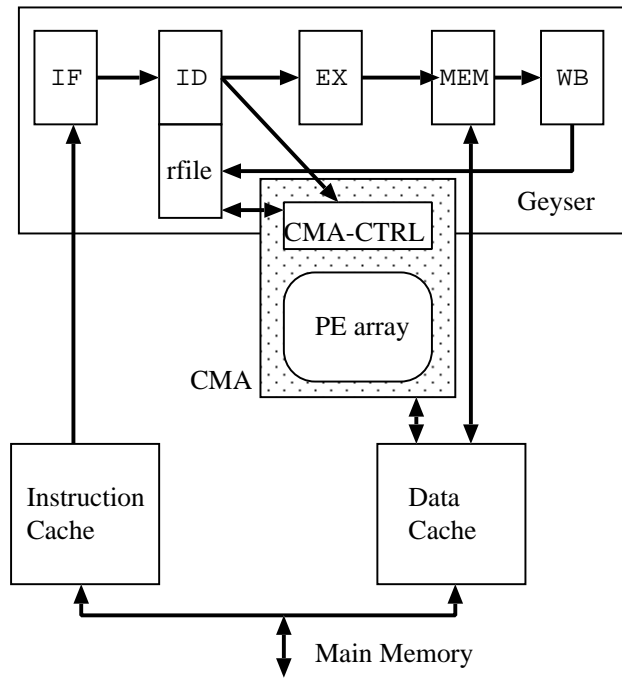 IF
ID
EX
MEM
WB
rfile
Geyser
CMA-CTRL
PE array
CMA
Instruction
Cache
Data
Cache
Main Memory